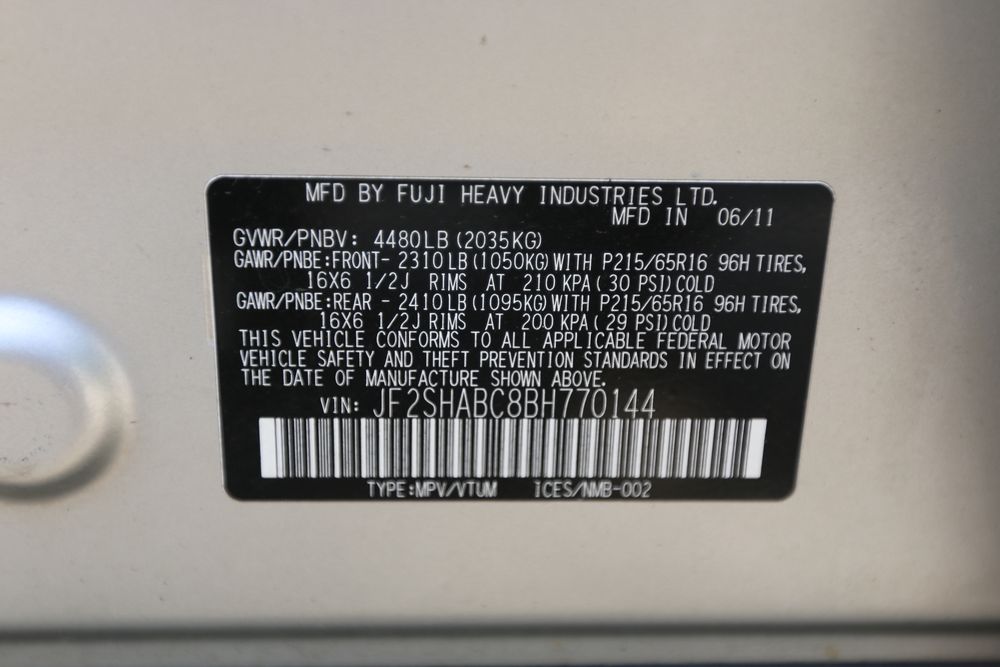 MFD BY FUJI HEAVY INDUSTRIES LTD.
MFD IN 06/11
GVWR/PNBV: 4480LB (2035KG)
GAWR/PNBE:FRONT- 2310LB (1050KG) WITH P215/65R16 96H TIRES,
16X6 1/2J RIMS AT 210 KPA ( 30 PSI) COLD
GAWR/PNBE:REAR - 2410LB (1095KG) WITH P215/65R16 96H TIRES,
16X6 1/2J RIMS AT 200 KPA ( 29 PSI) COLD
THIS VEHICLE CONFORMS TO ALL APPLICABLE FEDERAL MOTOR
VEHICLE SAFETY AND THEFT PREVENTION STANDARDS IN EFFECT ON
THE DATE OF MANUFACTURE SHOWN ABOVE.
VIN: JF2SHABC8BH770144
TYPE:MPV/VTUM ICES/NMB-002